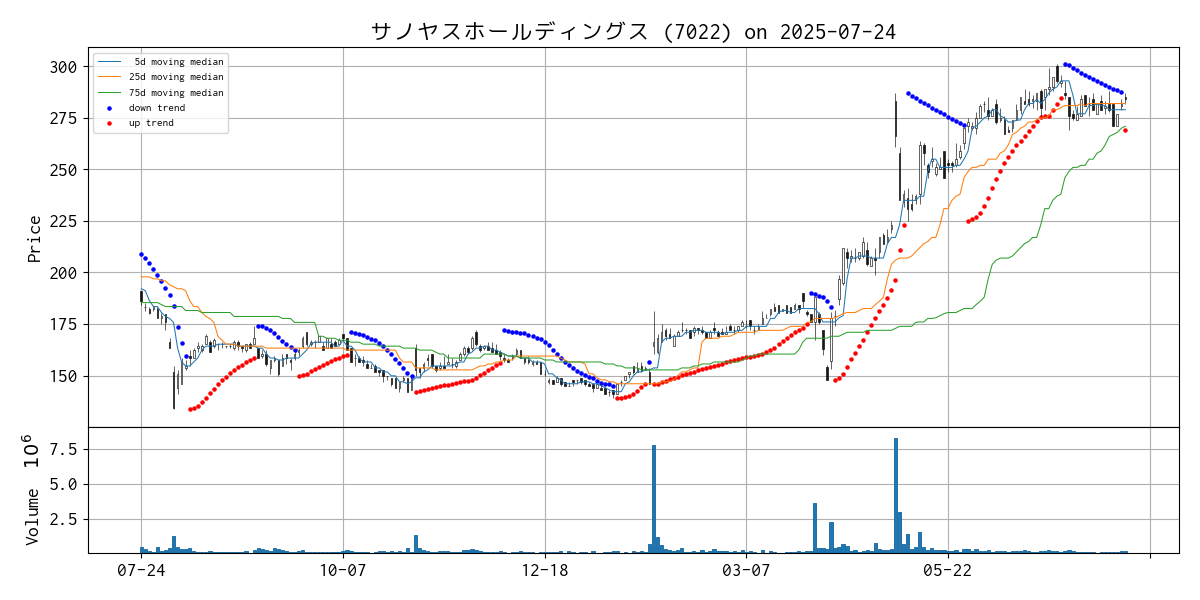 サノヤスホールディングス (7022) on 2025-07-24
5d moving median
25d moving median
75d moving median
down trend
up trend
Price
300
275
250
225
200
175
150
Volume 10^6
7.5
5.0
2.5
07-24
10-07
12-18
03-07
05-22